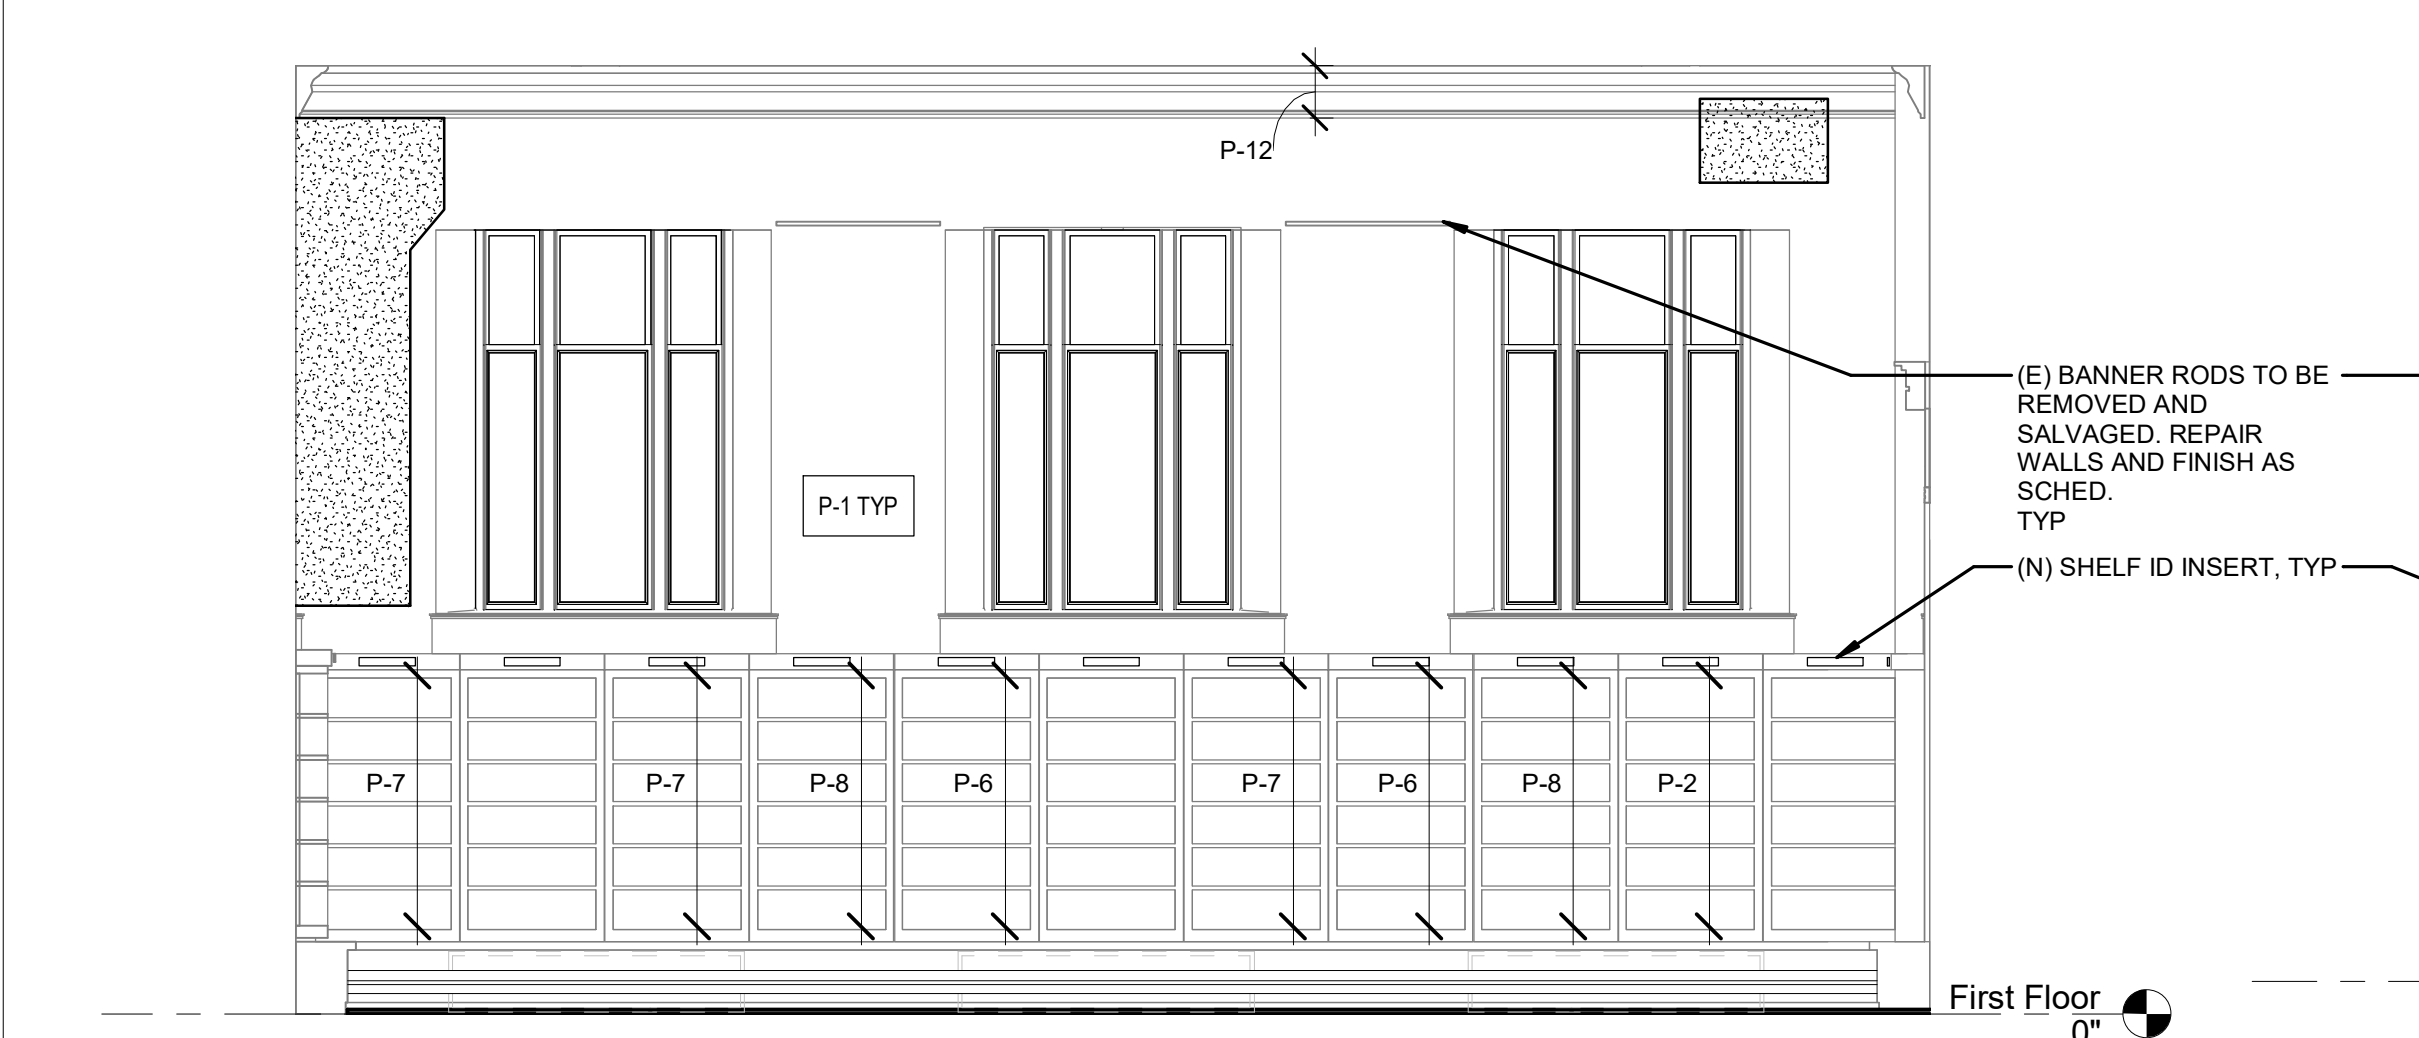 P-12
(E) BANNER RODS TO BE
REMOVED AND
SALVAGED. REPAIR
WALLS AND FINISH AS
SCHED.
TYP
P-1 TYP
(N) SHELF ID INSERT, TYP
P-7
P-7
P-8
P-6
P-7
P-6
P-8
P-2
First Floor
0"